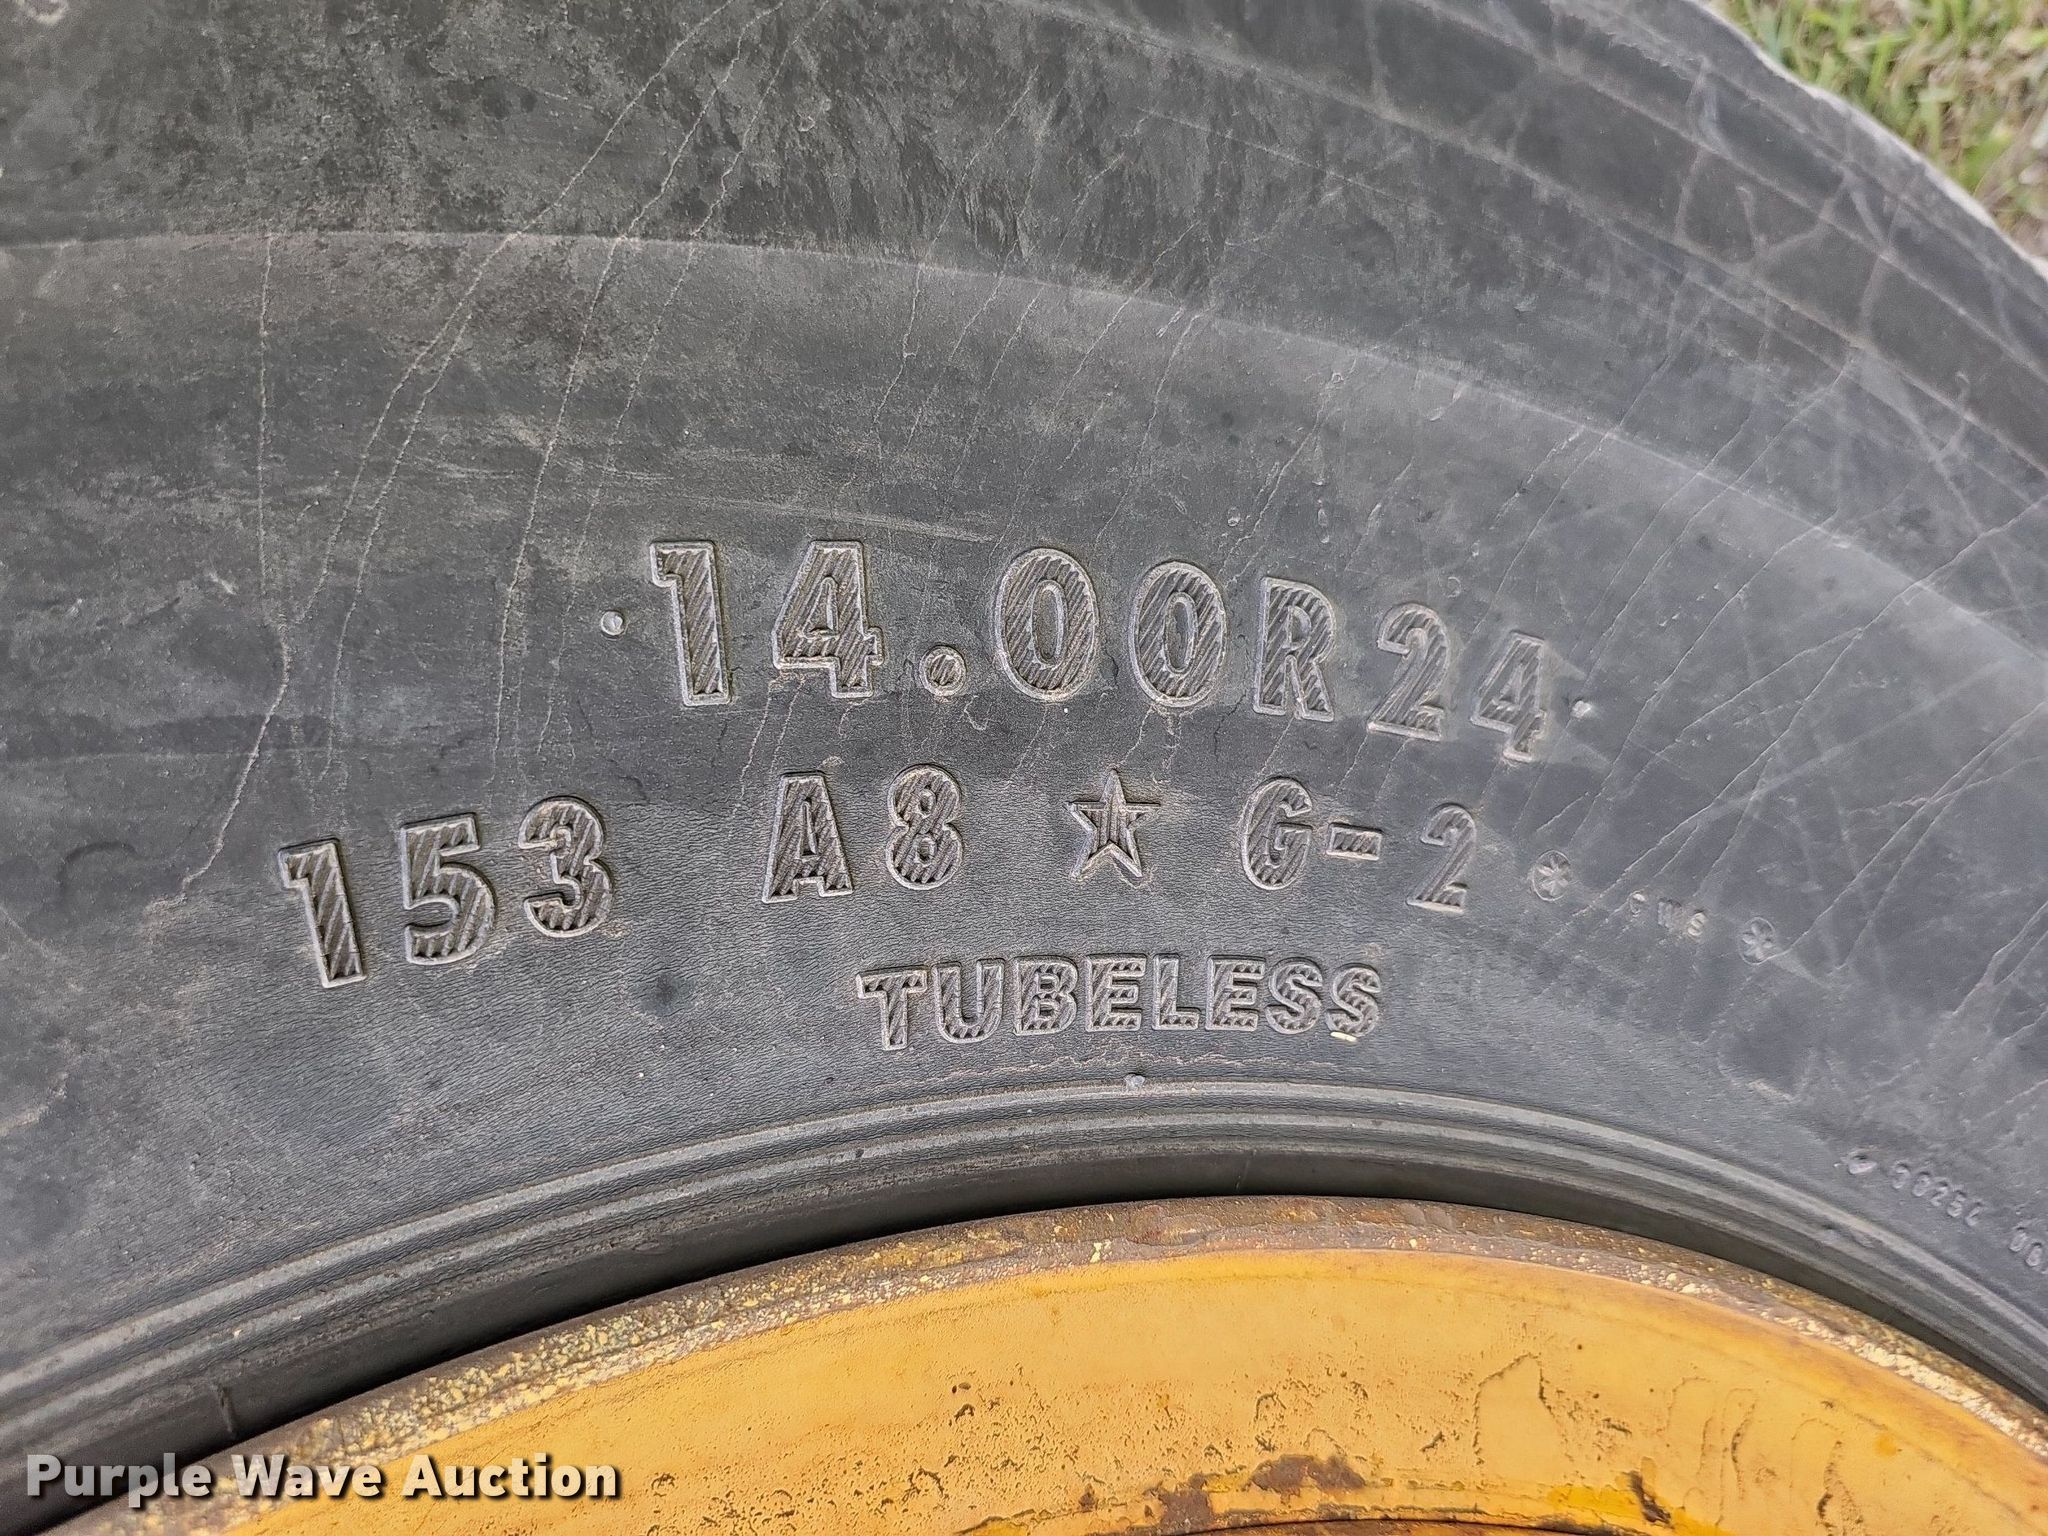 14.00R24
153 A8 ★ G-2
TUBELESS
Purple Wave Auction